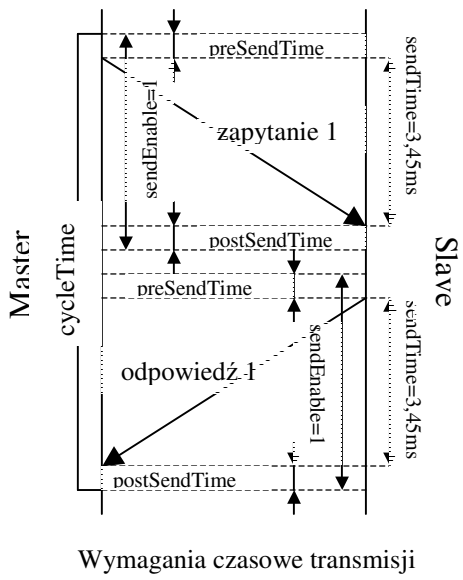 preSendTime
sendEnable=1
sendTime=3,45ms
zapytanie 1
postSendTime
Master
cycleTime
Slave
preSendTime
odpowiedź 1
sendEnable=1
sendTime=3,45ms
postSendTime
Wymagania czasowe transmisji